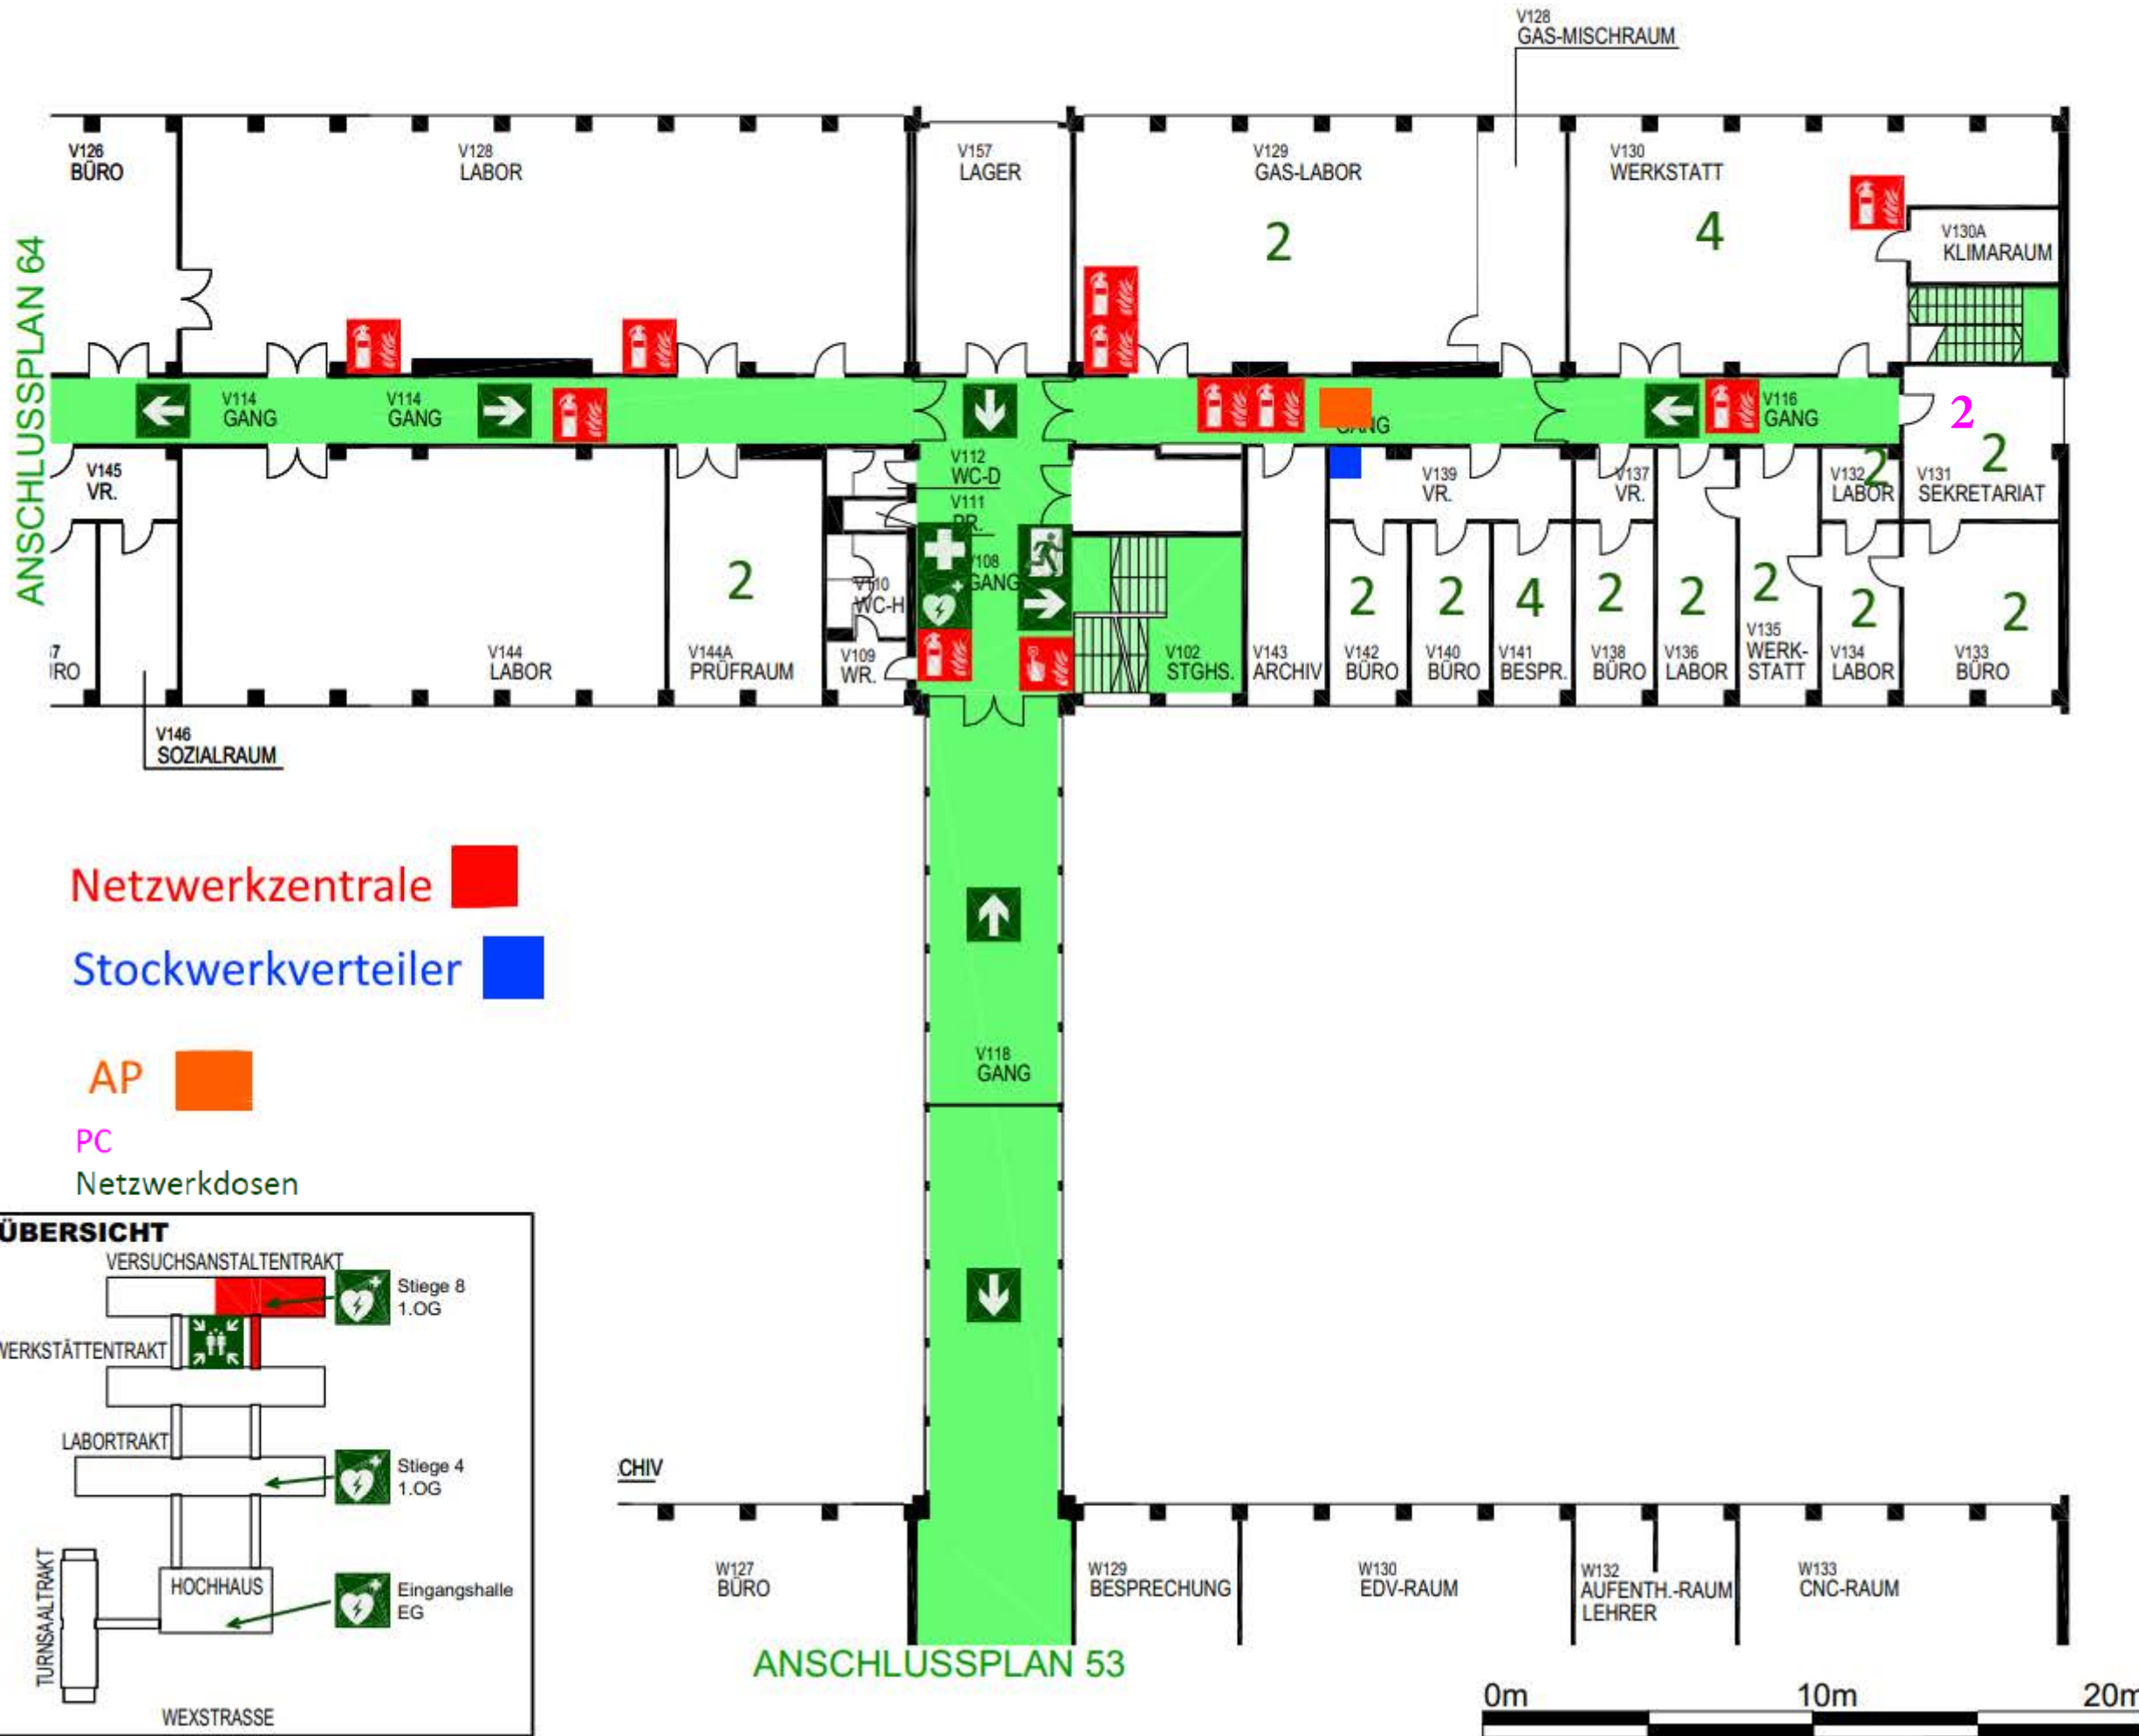 V128
GAS-MISCHRAUM
V126
BÜRO
V128
LABOR
V157
LAGER
V129
GAS-LABOR
V130
WERKSTATT
2
4
V130A
KLIMARAUM
ANSCHLUSSPLAN 64
V114
GANG
V114
GANG
GANG
V116
GANG
2
V145
VR.
V112
WC-D
V111
PR.
V108
GANG
V139
VR.
V137
VR.
2
V132
LABOR
2
V131
SEKRETARIAT
2
V110
WC-H
2
2
4
2
2
2
2
2
7
RO
V144
LABOR
V144A
PRÜFRAUM
V109
WR.
V102
STGHS.
V143
ARCHIV
V142
BÜRO
V140
BÜRO
V141
BESPR.
V138
BÜRO
V136
LABOR
V135
WERK-
STATT
V134
LABOR
V133
BÜRO
V146
SOZIALRAUM
Netzwerkzentrale
Stockwerkverteiler
AP
PC
Netzwerkdosen
V118
GANG
ÜBERSICHT
VERSUCHSANSTALTENTRAKT
Stiege 8
1.OG
WERKSTÄTTENTRAKT
LABORTRAKT
Stiege 4
1.OG
TURNSAALTRAKT
HOCHHAUS
Eingangshalle
EG
WEXSTRASSE
CHIV
W127
BÜRO
W129
BESPRECHUNG
W130
EDV-RAUM
W132
AUFENTH.-RAUM
LEHRER
W133
CNC-RAUM
ANSCHLUSSPLAN 53
0m
10m
20m